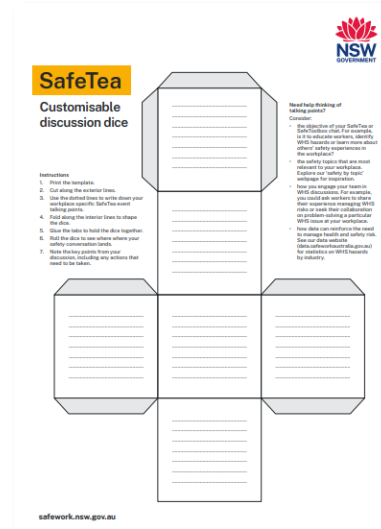 NSW
GOVERNMENT
SafeTea
Customisable
discussion dice
Instructions
1. Print the template.
2. Cut along the exterior lines.
3. Use the dotted lines to write down your
workplace specific SafeTea event
talking points.
4. Fold along the interior lines to shape
the dice.
5. Glue the tabs to hold the dice together.
6. Roll the dice to see where where your
safety conversation lands.
7. Note the key points from your
discussion, including any actions that
need to be taken.
Need help thinking of
talking points?
Consider:
• the objective of your SafeTea or
SafeToolbox chat. For example,
is it to educate workers, identify
WHS hazards or learn more about
others' safety experiences in
the workplace?
• the safety topics that are most
relevant to your workplace.
Explore our 'safety by topic'
webpage for inspiration.
• how you engage your team in
WHS discussions. For example,
you could ask workers to share
their experience managing WHS
risks or seek their collaboration
on problem-solving a particular
WHS issue at your workplace.
• how data can reinforce the need
to manage health and safety risk.
See our data website
(data.safeworkaustralia.gov.au)
for statistics on WHS hazards
by industry.
safework.nsw.gov.au